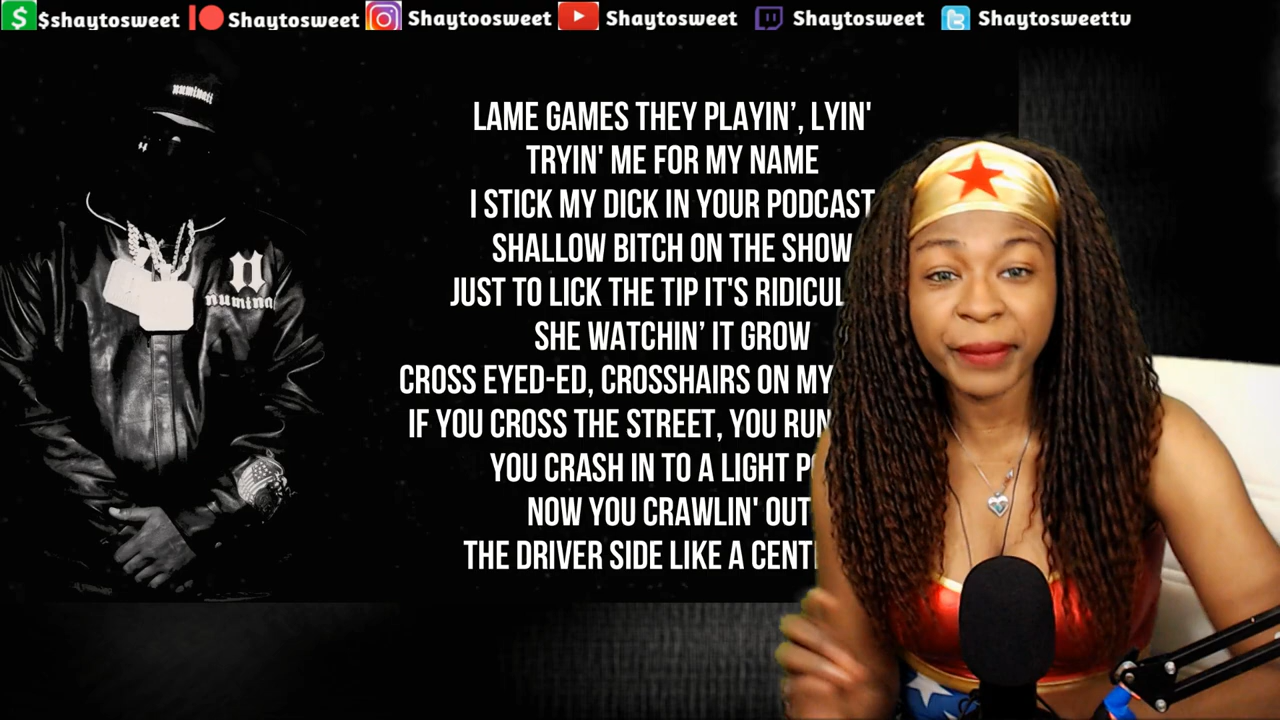 $shaytosweet Shaytosweet Shaytoosweet Shaytosweet Shaytosweet Shaytosweettv
numinati
LAME GAMES THEY PLAYIN’, LYIN'
TRYIN' ME FOR MY NAME
I STICK MY DICK IN YOUR PODCAST
SHALLOW BITCH ON THE SHOW
JUST TO LICK THE TIP IT'S
SHE WATCHIN’ IT GROW
CROSS EYED-ED, CROSSHAIRS ON MY
IF YOU CROSS THE STREET, YOU RUN
YOU CRASH IN TO A LIGHT
NOW YOU CRAWLIN' OUT
THE DRIVER SIDE LIKE A
n